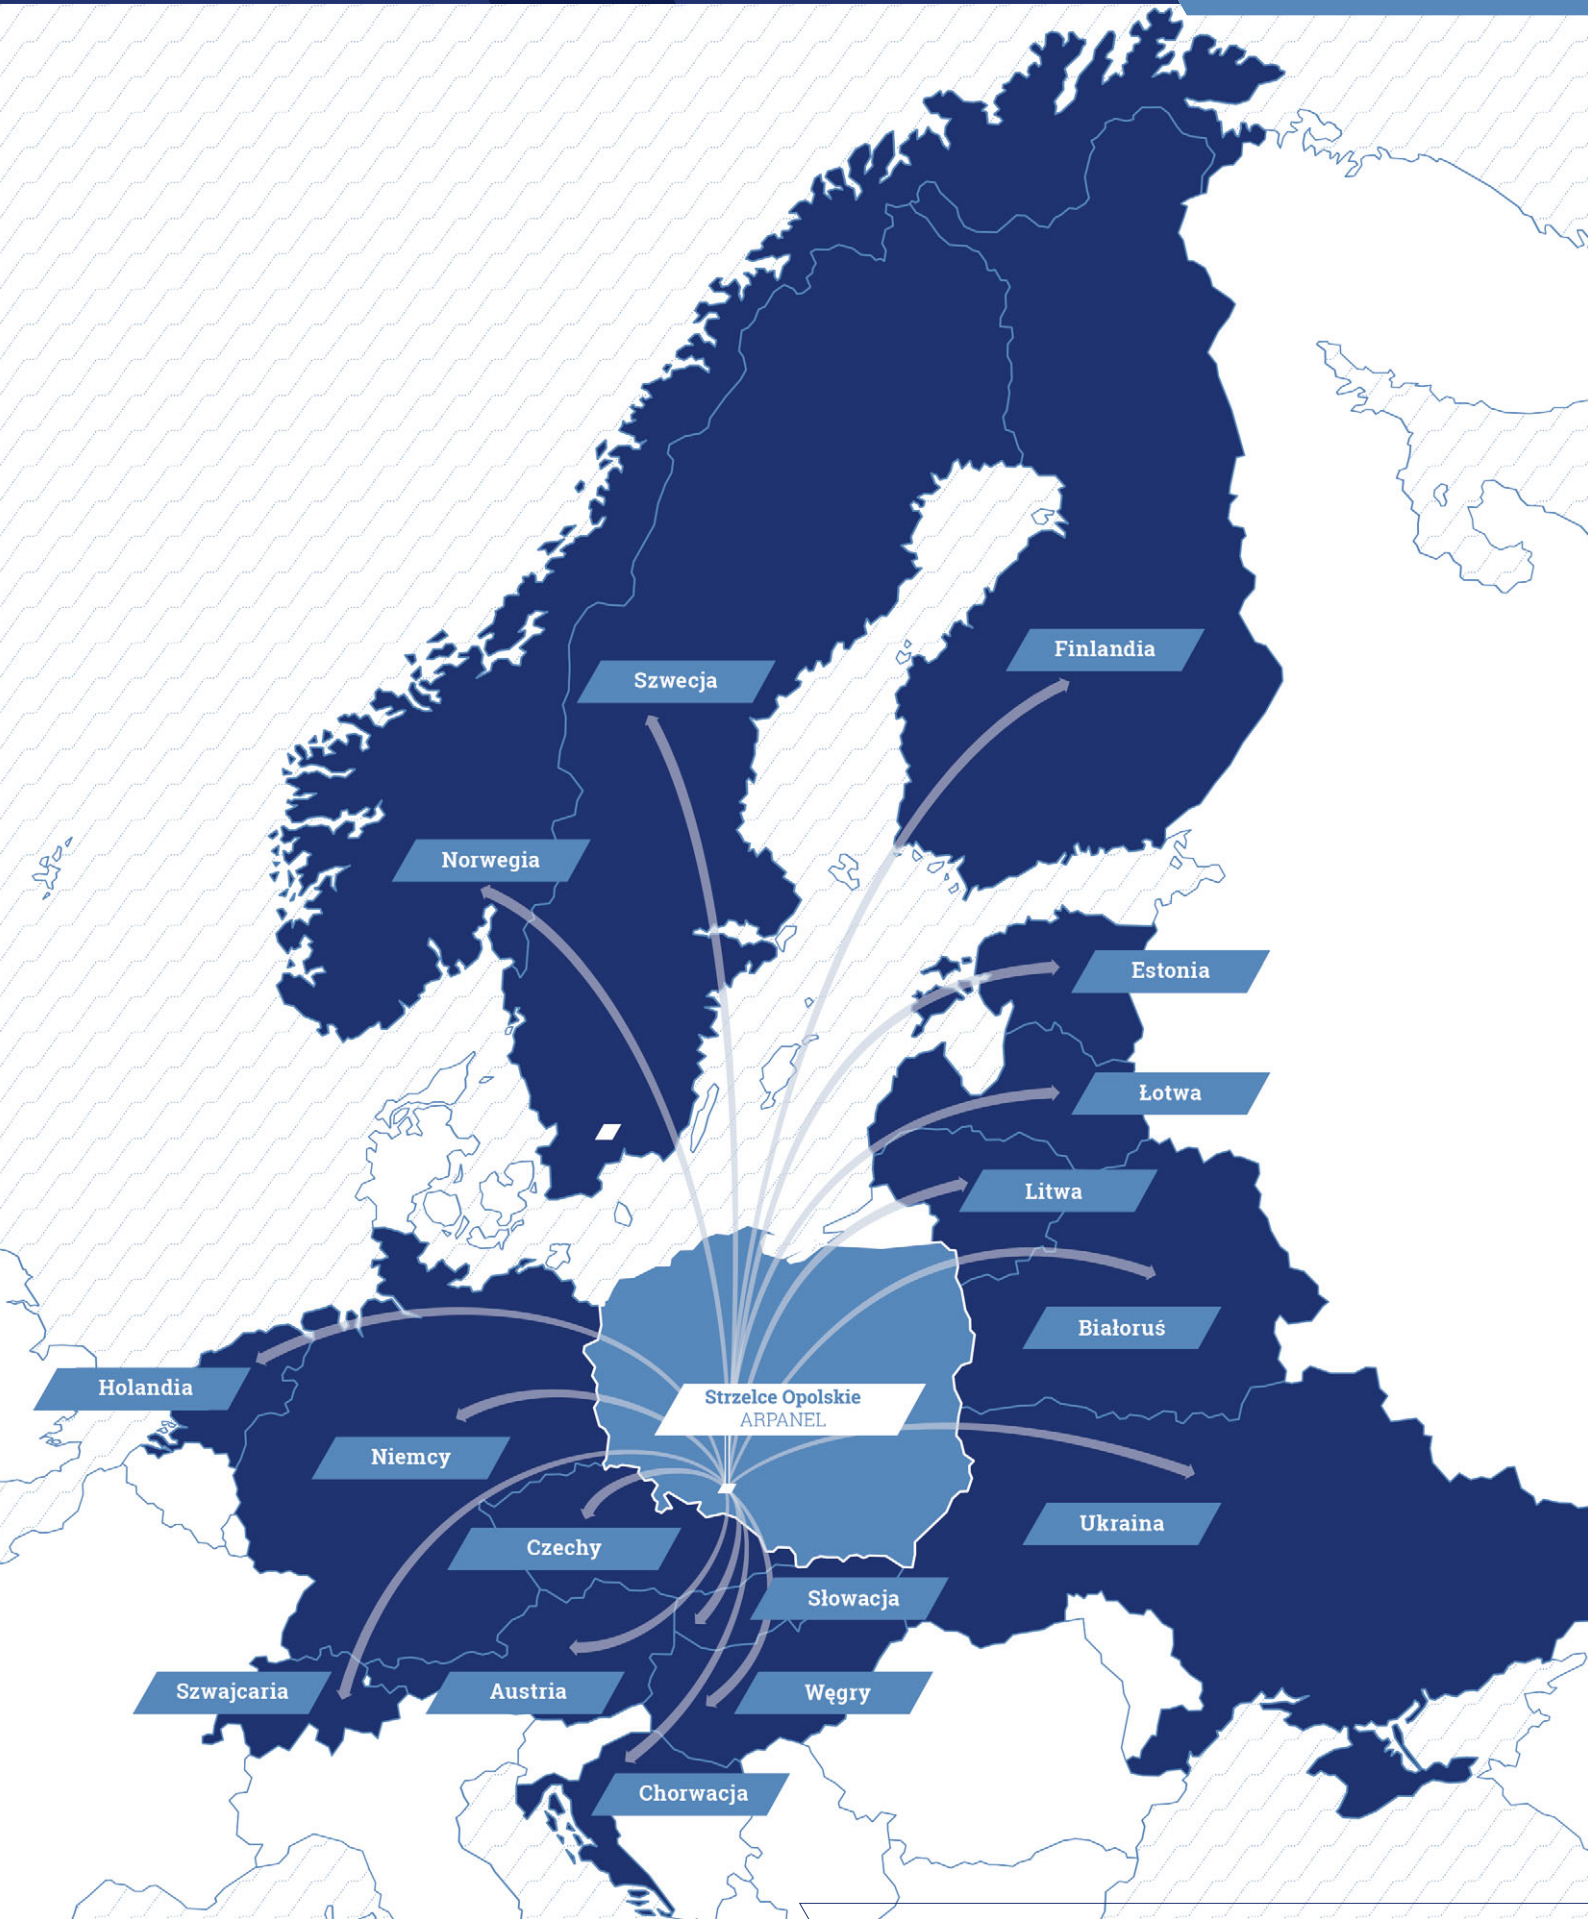 Finlandia
Szwecja
Norwegia
Estonia
Łotwa
Litwa
Białoruś
Holandia
Strzelce Opolskie
ARPANEL
Niemcy
Ukraina
Czechy
Słowacja
Szwajcaria
Austria
Węgry
Chorwacja